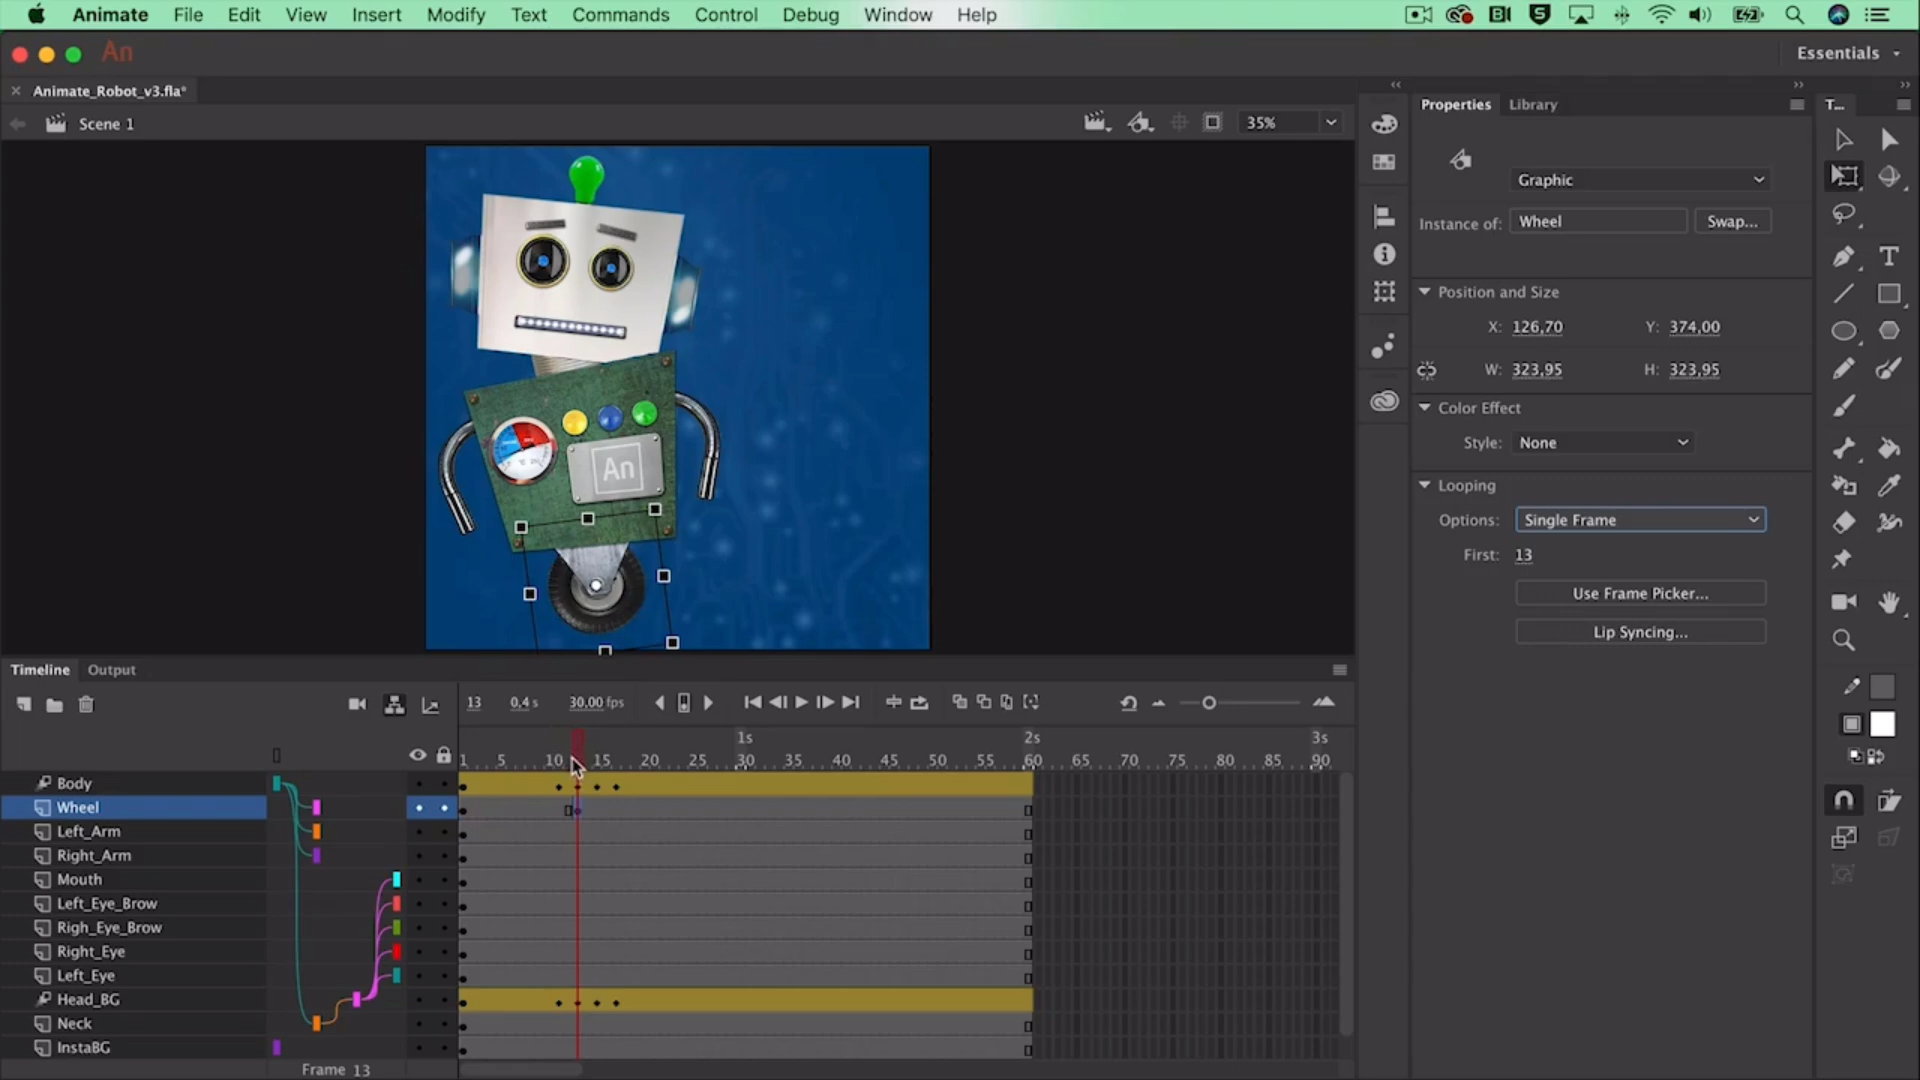 Animate File Edit View Insert Modify Text Commands Control Debug Window Help
An
Essentials
Animate_Robot_v3.fla*
Scene 1
35%
An
Properties Library
T...
Graphic
Instance of: Wheel Swap...
Position and Size
X: 126,70 Y: 374,00
W: 323,95 H: 323,95
Color Effect
Style: None
Looping
Options: Single Frame
First: 13
Use Frame Picker...
Lip Syncing...
Timeline Output
13 0,4 s 30.00 fps
1s 2s 3s
1 5 10 15 20 25 30 35 40 45 50 55 60 65 70 75 80 85 90
Body
Wheel
Left_Arm
Right_Arm
Mouth
Left_Eye_Brow
Righ_Eye_Brow
Right_Eye
Left_Eye
Head_BG
Neck
InstaBG
Frame 13